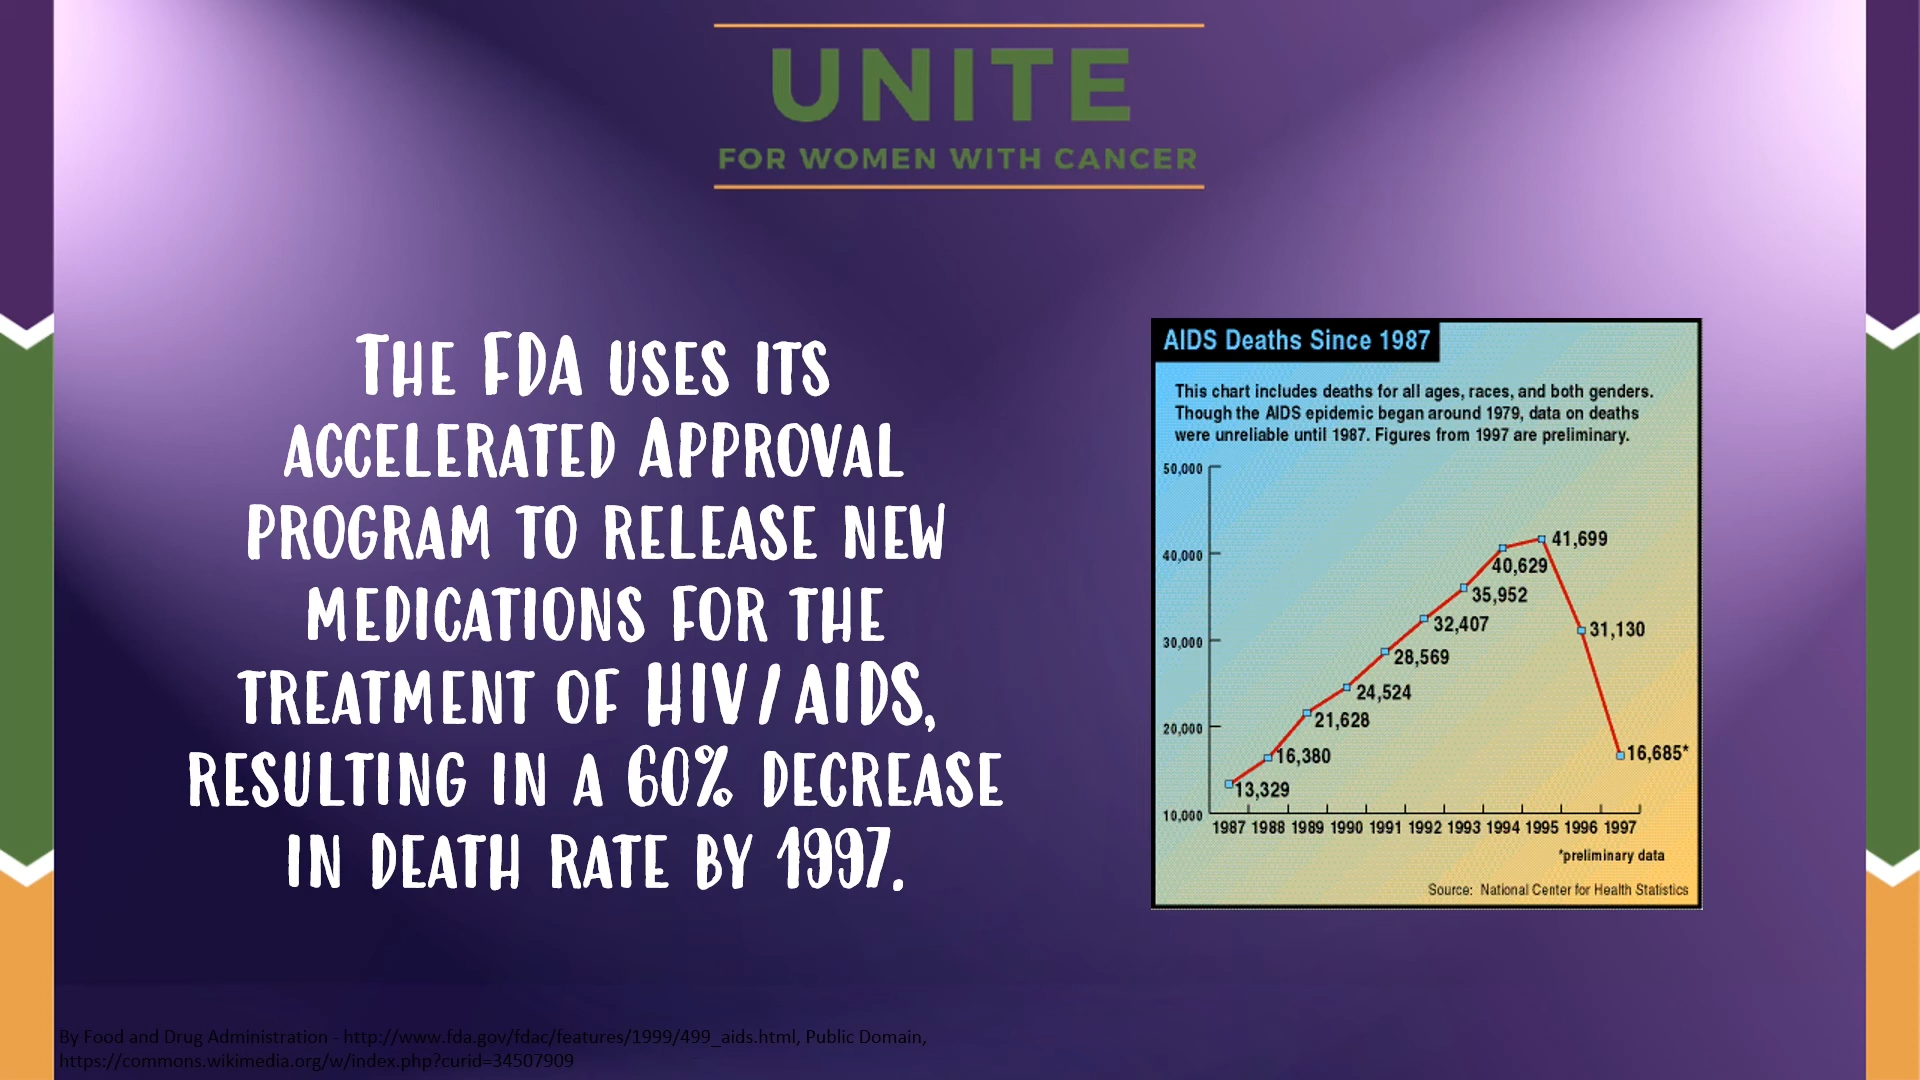 UNITE
FOR WOMEN WITH CANCER
THE FDA USES ITS
ACCELERATED APPROVAL
PROGRAM TO RELEASE NEW
MEDICATIONS FOR THE
TREATMENT OF HIV/AIDS,
RESULTING IN A 60% DECREASE
IN DEATH RATE BY 1997.
AIDS Deaths Since 1987
This chart includes deaths for all ages, races, and both genders.
Though the AIDS epidemic began around 1979, data on deaths
were unreliable until 1987. Figures from 1997 are preliminary.
50,000
40,000
30,000
20,000
10,000
41,699
40,629
35,952
32,407
31,130
28,569
24,524
21,628
16,380
16,685*
13,329
1987 1988 1989 1990 1991 1992 1993 1994 1995 1996 1997
*preliminary data
Source: National Center for Health Statistics
By Food and Drug Administration - http://www.fda.gov/fdac/features/1999/499_aids.html, Public Domain,
https://commons.wikimedia.org/w/index.php?curid=34507909